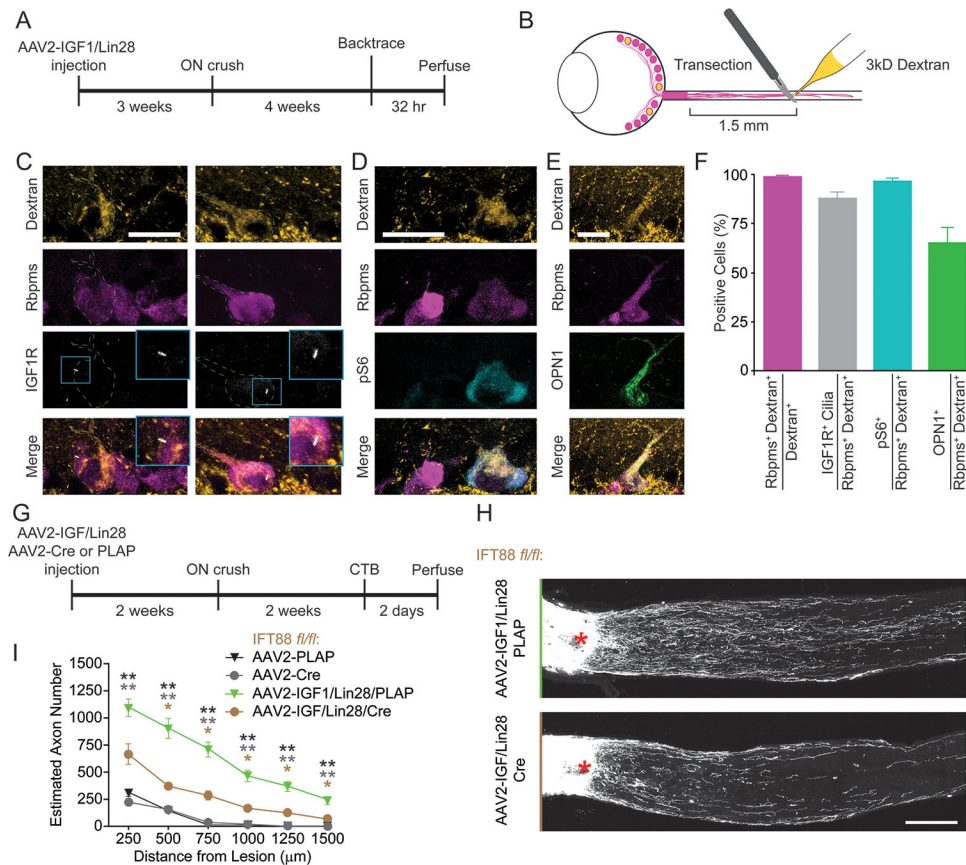 A
AAV2-IGF1/Lin28
injection
ON crush
Backtrace
Perfuse
3 weeks
4 weeks
32 hr
B
Transection
3kD Dextran
1.5 mm
C
Dextran
Rbpms
IGF1R
Merge
D
Dextran
Rbpms
pS6
Merge
E
Dextran
Rbpms
OPN1
Merge
F
Positive Cells (%)
100
75
50
25
0
Rbpms+ Dextran+
Dextran+
IGF1R+ Cilia
Rbpms+ Dextran+
pS6+
Rbpms+ Dextran+
OPN1+
Rbpms+ Dextran+
G
AAV2-IGF/Lin28
AAV2-Cre or PLAP
injection
ON crush
CTB
Perfuse
2 weeks
2 weeks
2 days
H
IFT88 fl/fl:
AAV2-IGF1/Lin28
PLAP
*
AAV2-IGF/Lin28
Cre
*
I
IFT88 fl/fl:
AAV2-PLAP
AAV2-Cre
AAV2-IGF1/Lin28/PLAP
AAV2-IGF/Lin28/Cre
Estimated Axon Number
1500
1250
1000
750
500
250
0
**
**
**
**
*
**
**
*
**
**
*
**
**
*
**
**
*
250 500 750 1000 1250 1500
Distance from Lesion (μm)